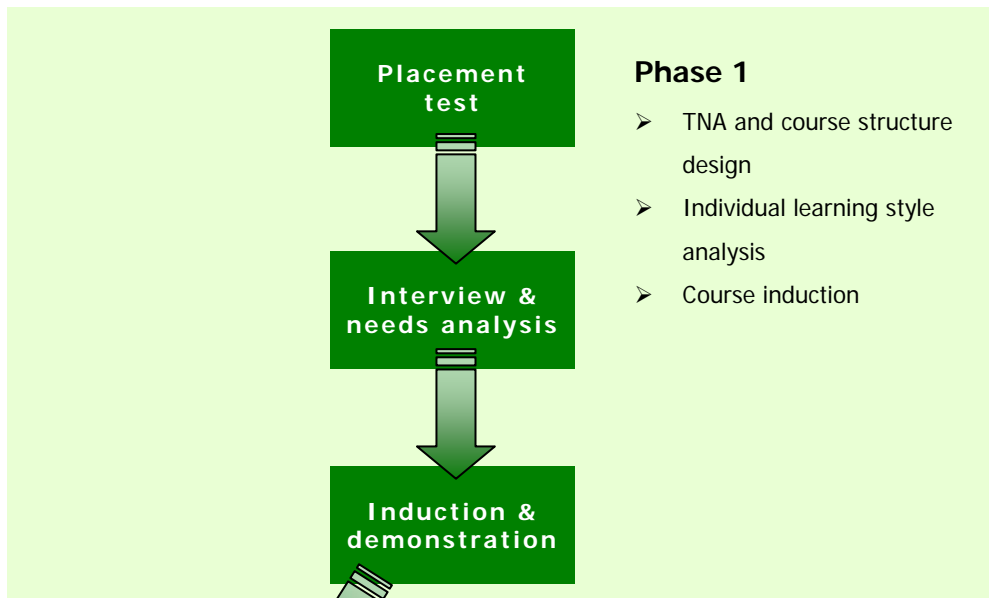 Placement
test
Phase 1
➢ TNA and course structure
design
➢ Individual learning style
analysis
➢ Course induction
Interview &
needs analysis
Induction &
demonstration